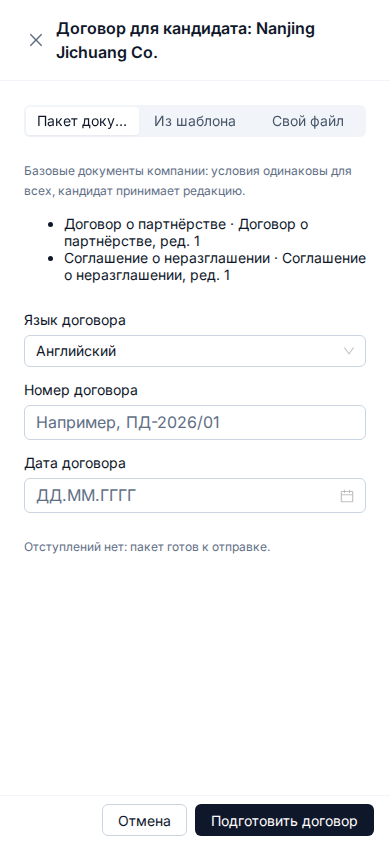 Договор для кандидата: Nanjing
Jichuang Co.
Пакет доку...
Из шаблона
Свой файл
Базовые документы компании: условия одинаковы для
всех, кандидат принимает редакцию.
• Договор о партнёрстве · Договор о
партнёрстве, ред. 1
• Соглашение о неразглашении · Соглашение
о неразглашении, ред. 1
Язык договора
Английский
Номер договора
Например, ПД-2026/01
Дата договора
ДД.ММ.ГГГГ
Отступлений нет: пакет готов к отправке.
Отмена
Подготовить договор